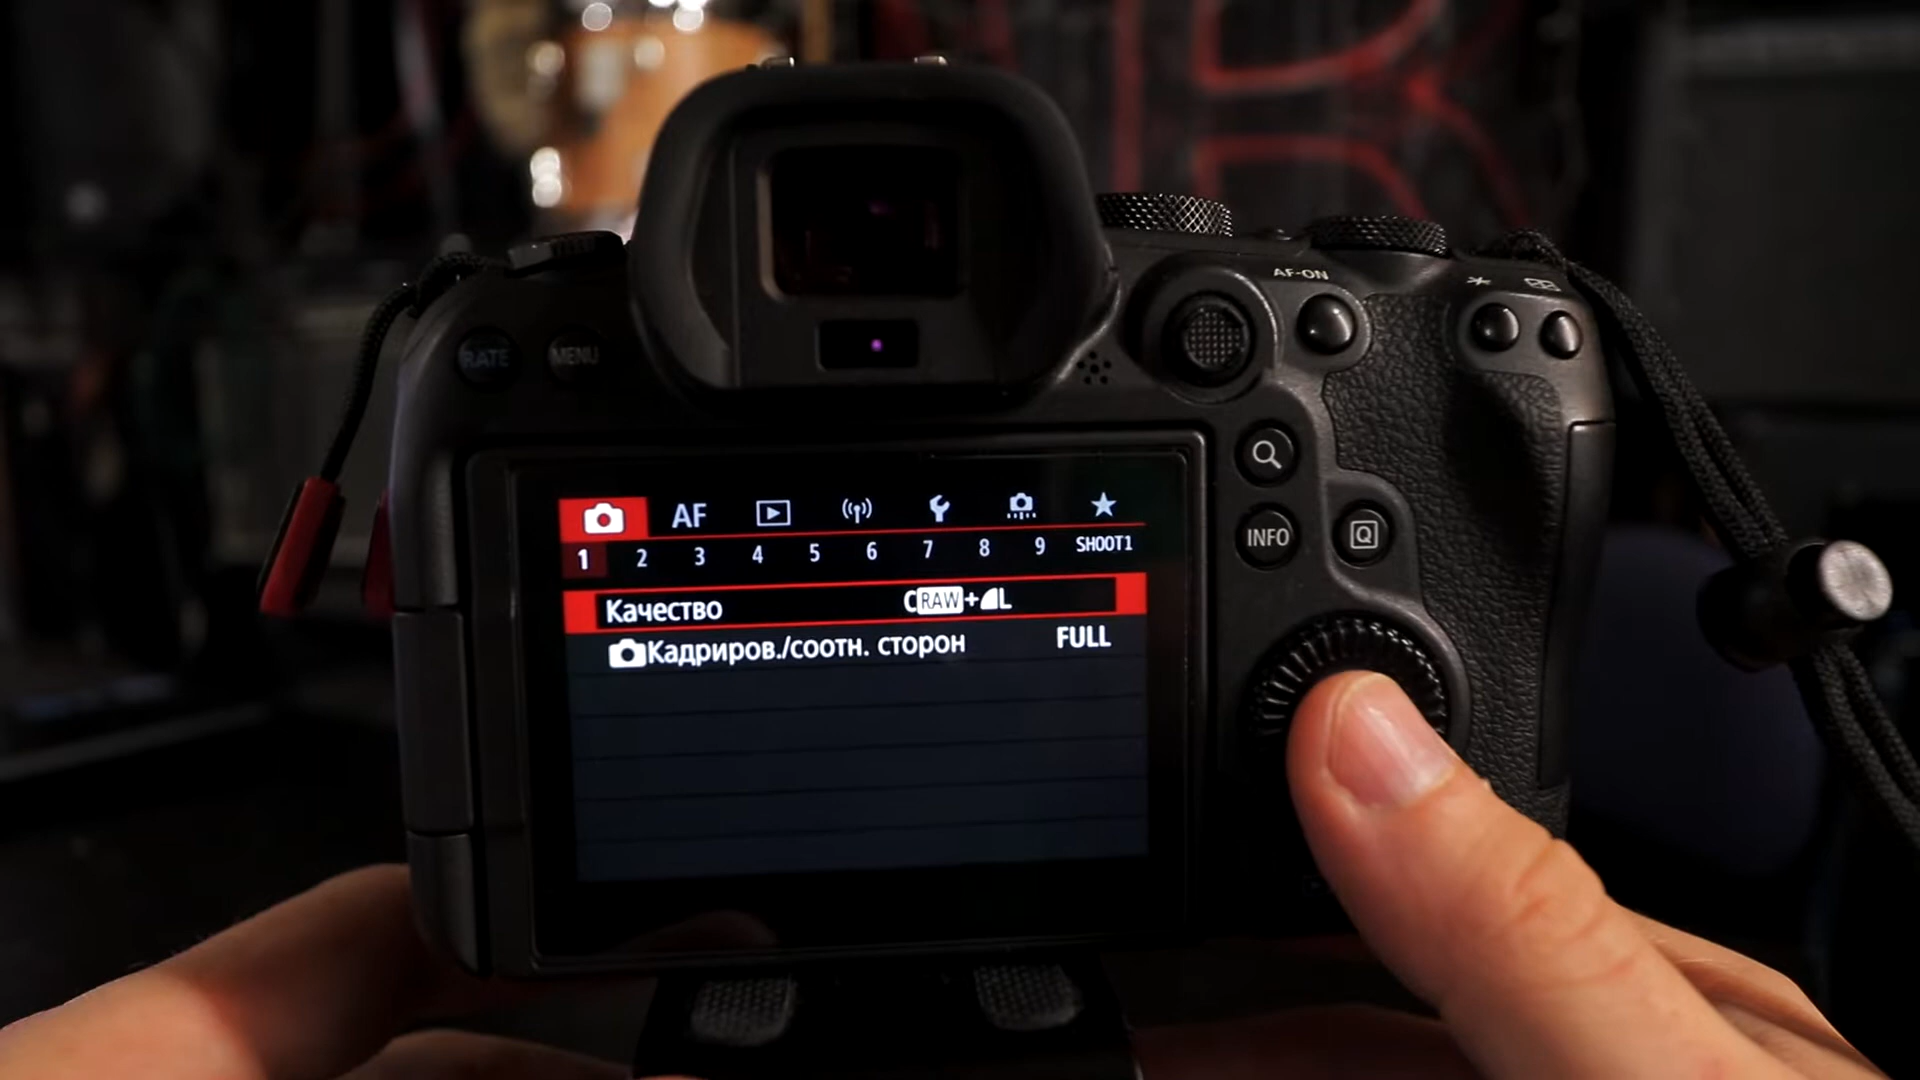 AF-ON
RATE MENU
AF
1 2 3 4 5 6 7 8 9 SHOOT1
Качество CRAW+L
Кадриров./соотн. сторон FULL
INFO
Q